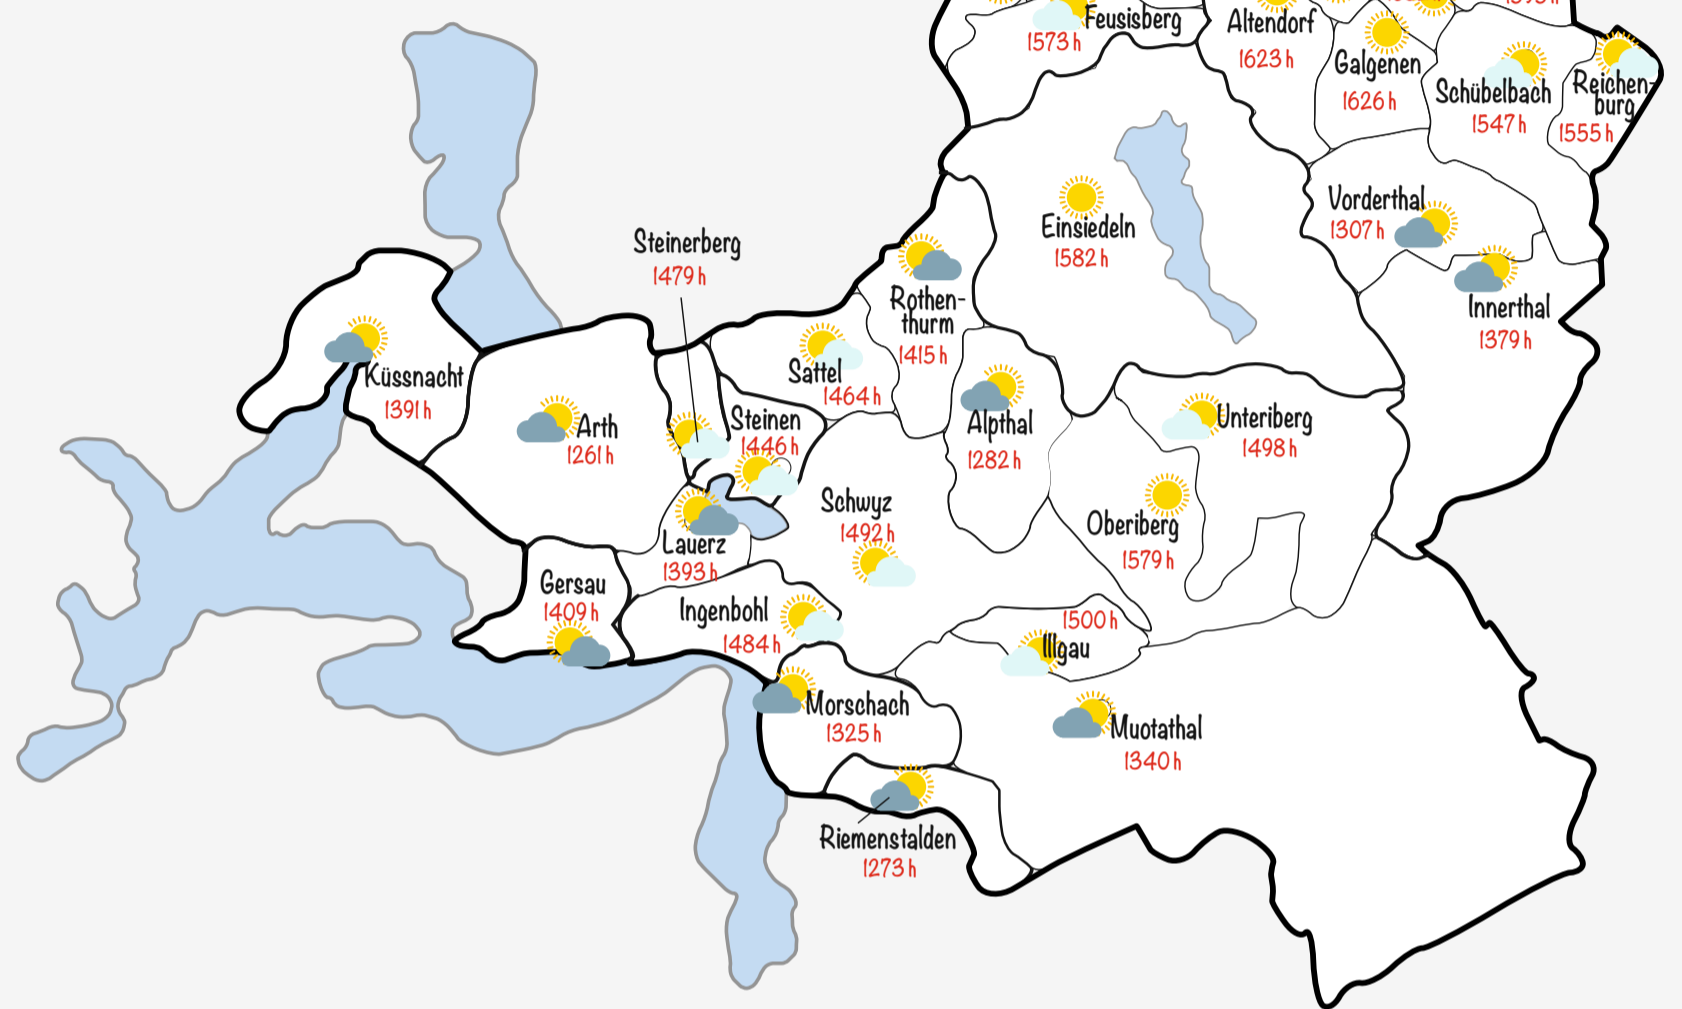 Feusisberg
1573 h
Altendorf
1623 h
Galgenen
1626 h
Schübelbach
1547 h
Reichen-
burg
1555 h
Vorderthal
1307 h
Innerthal
1379 h
Einsiedeln
1582 h
Steinerberg
1479 h
Rothen-
thurm
1415 h
Sattel
1464 h
Küssnacht
1391 h
Arth
1261 h
Steinen
1446 h
Alpthal
1282 h
Unteriberg
1498 h
Schwyz
1492 h
Oberiberg
1579 h
Lauerz
1393 h
Gersau
1409 h
Ingenbohl
1484 h
1500 h
Illgau
Morschach
1325 h
Muotathal
1340 h
Riemenstalden
1273 h